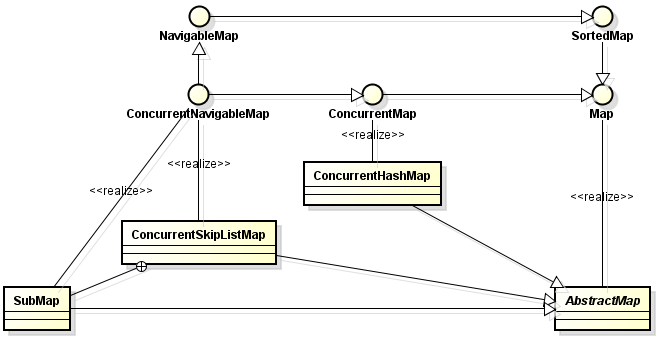 NavigableMap
SortedMap
ConcurrentNavigableMap
ConcurrentMap
Map
<<realize>>
<<realize>>
ConcurrentHashMap
<<realize>>
<<realize>>
ConcurrentSkipListMap
SubMap
AbstractMap